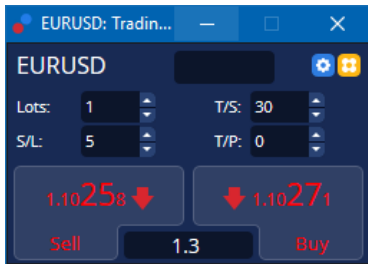 EURUSD: Tradin...
EURUSD
Lots: 1 T/S: 30
S/L: 5 T/P: 0
1.10258 1.10271
Sell 1.3 Buy